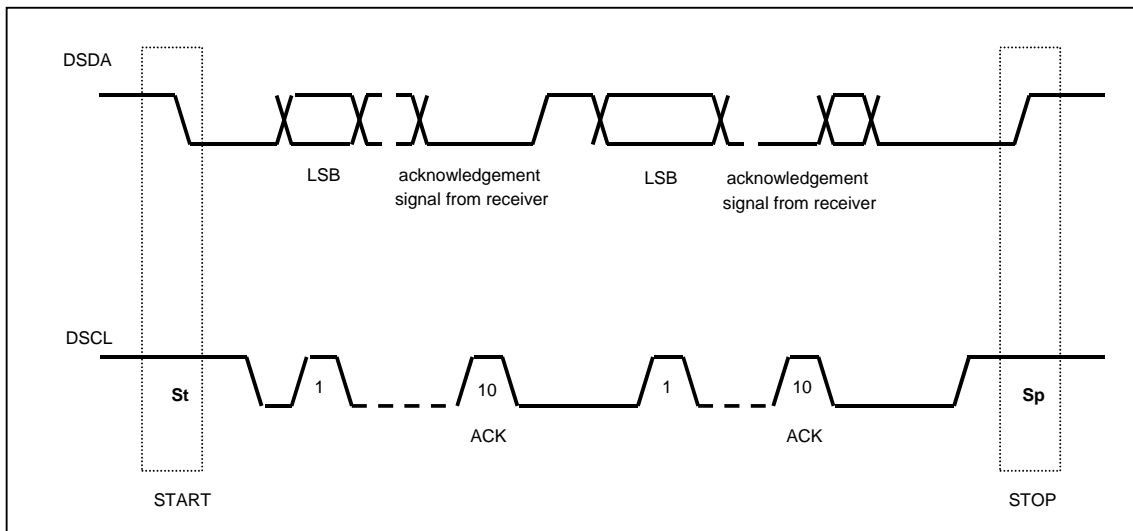 DSDA
LSB
acknowledgement
signal from receiver
LSB
acknowledgement
signal from receiver
DSCL
St
1
10
1
10
Sp
ACK
ACK
START
STOP